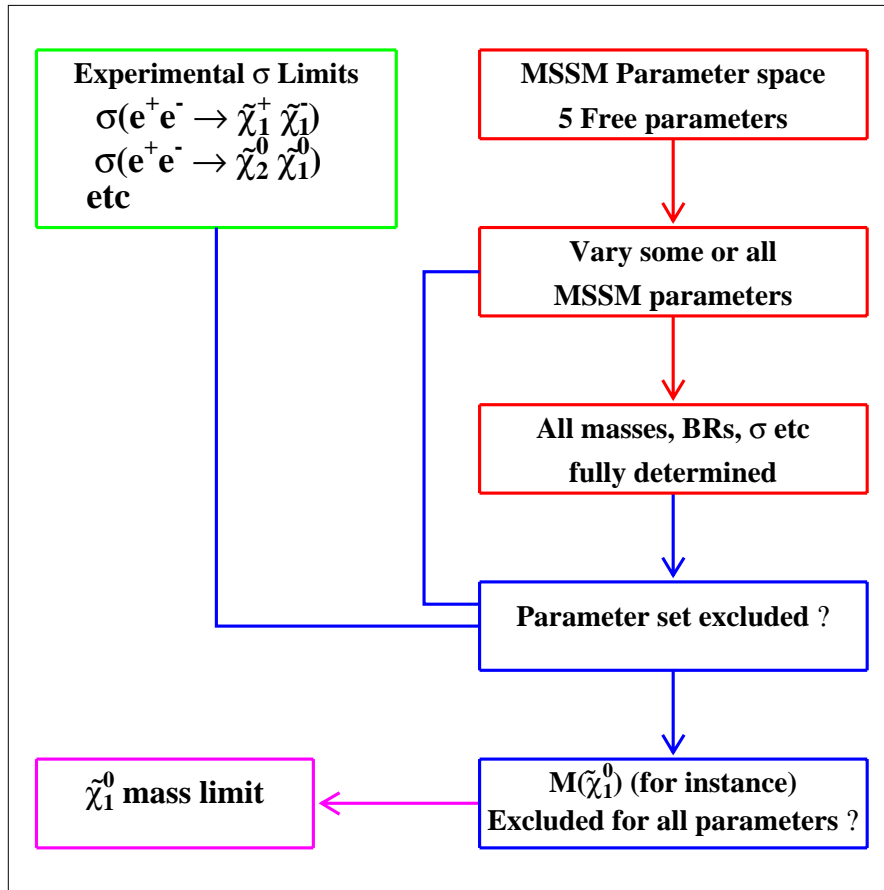 Experimental σ Limits
σ(e⁺e⁻ → χ̃₁⁺ χ̃₁⁻)
σ(e⁺e⁻ → χ̃₂⁰ χ̃₁⁰)
etc
MSSM Parameter space
5 Free parameters
Vary some or all
MSSM parameters
All masses, BRs, σ etc
fully determined
Parameter set excluded ?
M(χ̃₁⁰) (for instance)
Excluded for all parameters ?
χ̃₁⁰ mass limit